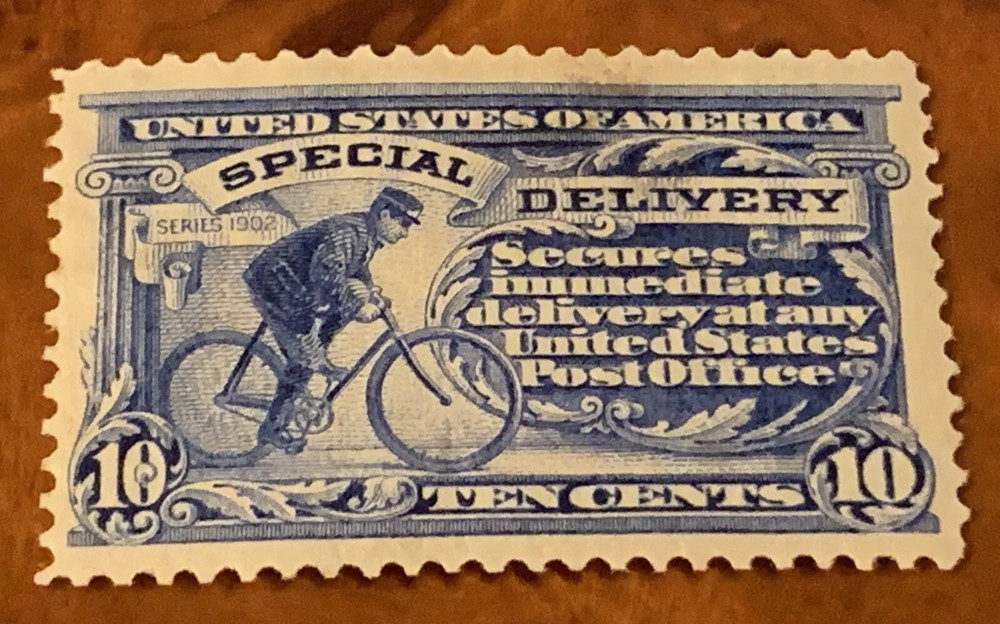 UNITED STATES OF AMERICA
SPECIAL
DELIVERY
SERIES 1902
Secures
immediate
delivery at any
United States
Post Office
10
TEN CENTS
10